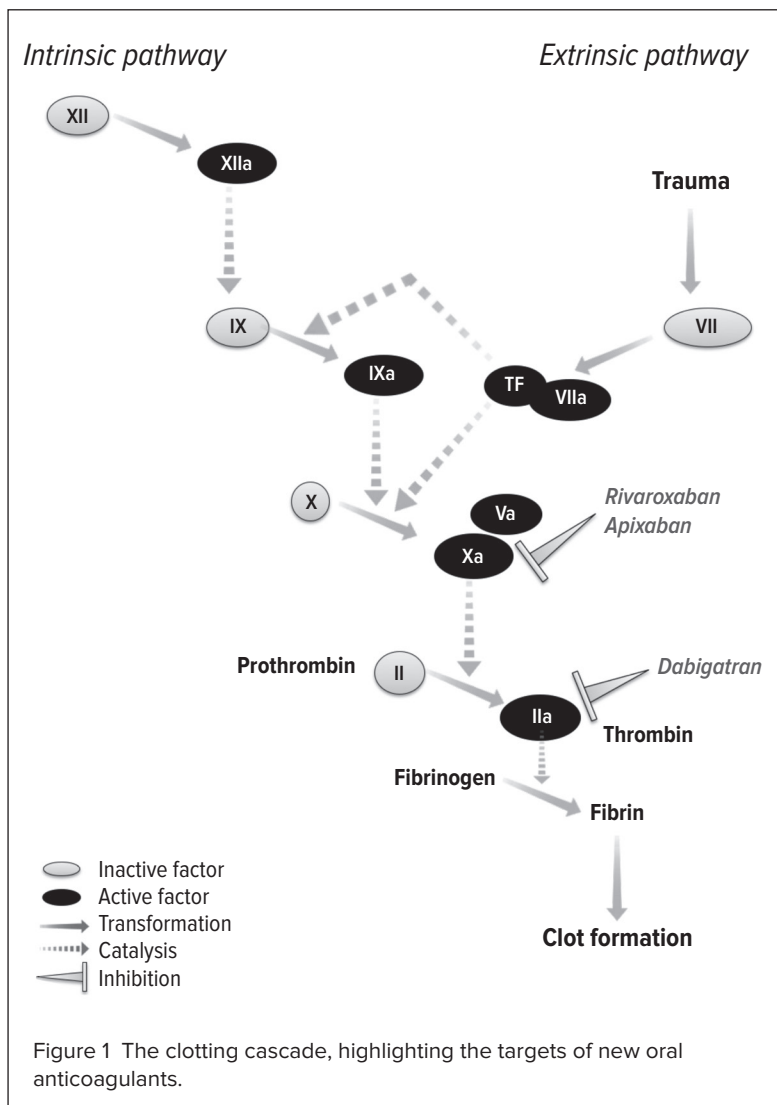 Intrinsic pathway
Extrinsic pathway
XII
XIIa
Trauma
IX
VII
IXa
TF
VIIa
X
Va
Rivaroxaban
Apixaban
Xa
Prothrombin
II
Dabigatran
IIa
Thrombin
Fibrinogen
Fibrin
Inactive factor
Active factor
Transformation
Catalysis
Inhibition
Clot formation
Figure 1 The clotting cascade, highlighting the targets of new oral
anticoagulants.